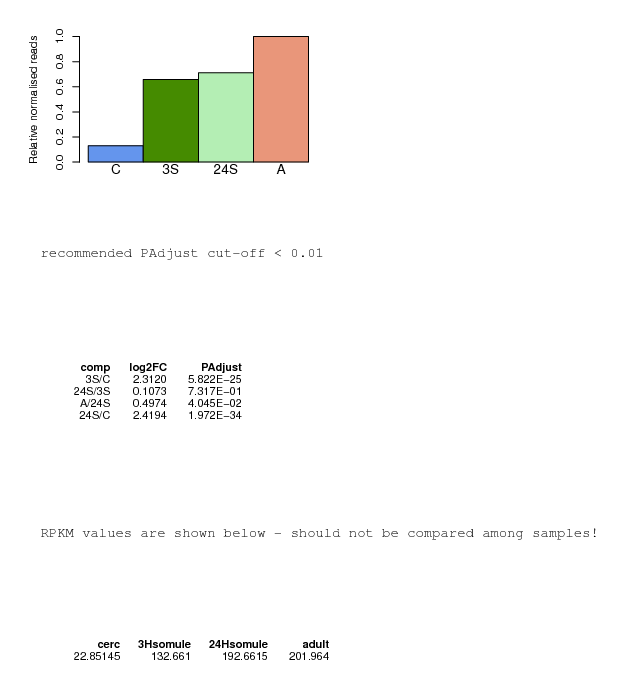 Relative normalised reads
1.0
0.8
0.6
0.4
0.2
0.0
C 3S 24S A
recommended PAdjust cut-off < 0.01
comp log2FC PAdjust
3S/C 2.3120 5.822E-25
24S/3S 0.1073 7.317E-01
A/24S 0.4974 4.045E-02
24S/C 2.4194 1.972E-34
RPKM values are shown below - should not be compared among samples!
cerc 3Hsomule 24Hsomule adult
22.85145 132.661 192.6615 201.964